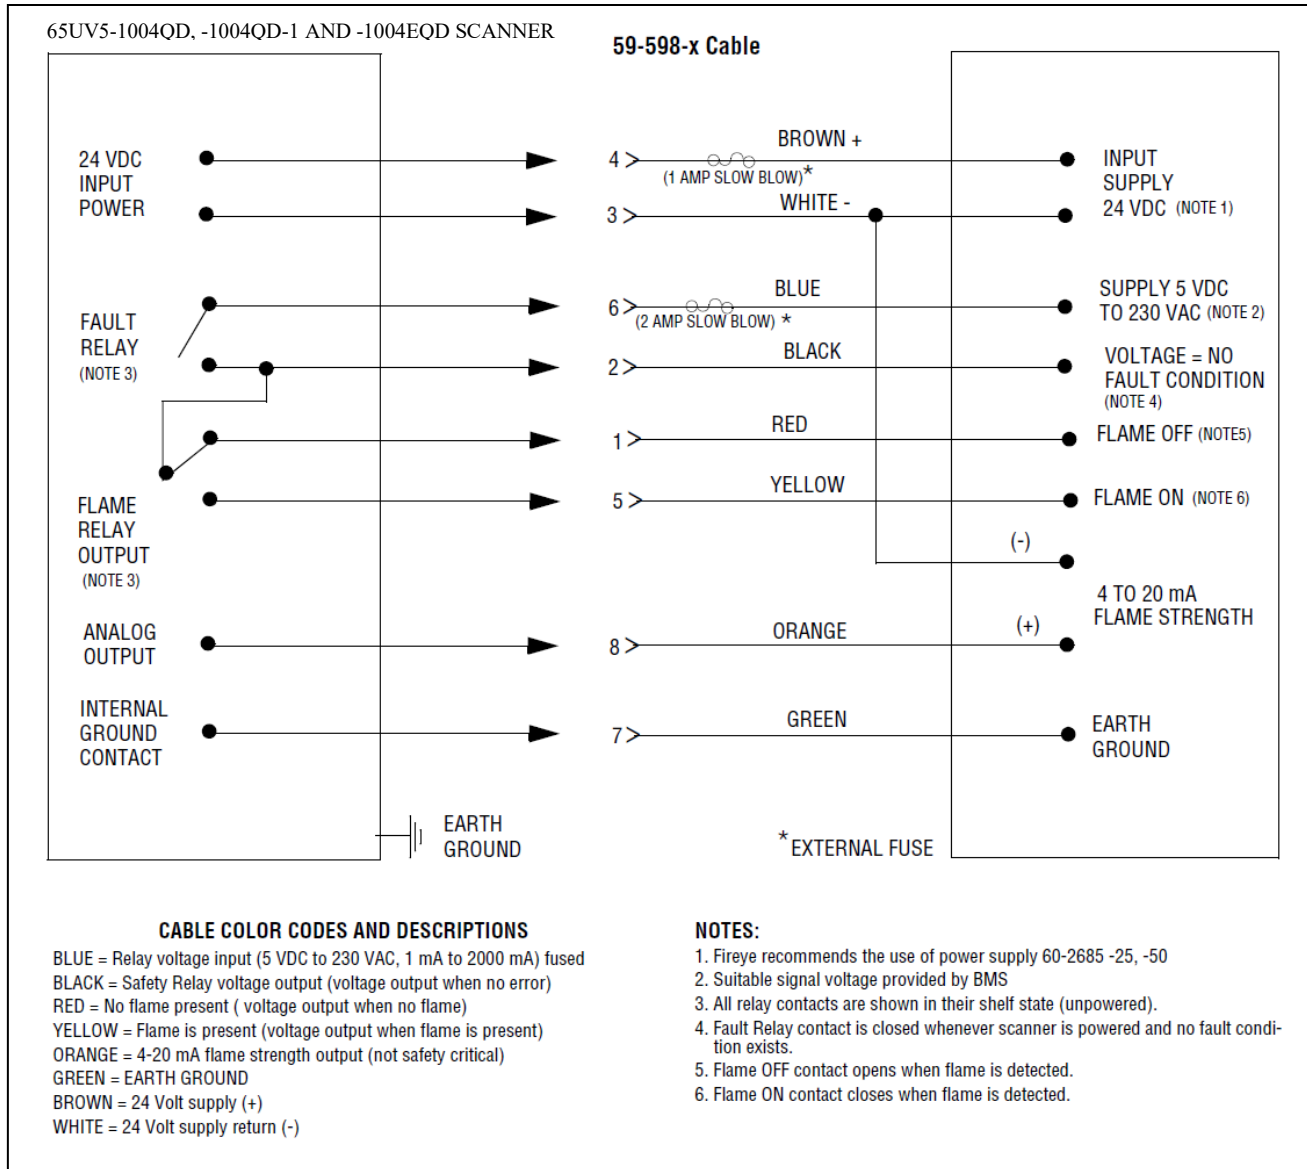 65UV5-1004QD, -1004QD-1 AND -1004EQD SCANNER
59-598-x Cable
24 VDC
INPUT
POWER
4
BROWN +
(1 AMP SLOW BLOW)*
INPUT
SUPPLY
24 VDC (NOTE 1)
3
WHITE -
FAULT
RELAY
(NOTE 3)
6
BLUE
(2 AMP SLOW BLOW) *
SUPPLY 5 VDC
TO 230 VAC (NOTE 2)
2
BLACK
VOLTAGE = NO
FAULT CONDITION
(NOTE 4)
1
RED
FLAME OFF (NOTE5)
FLAME
RELAY
OUTPUT
(NOTE 3)
5
YELLOW
FLAME ON (NOTE 6)
(-)
4 TO 20 mA
FLAME STRENGTH
(+)
ANALOG
OUTPUT
8
ORANGE
INTERNAL
GROUND
CONTACT
7
GREEN
EARTH
GROUND
EARTH
GROUND
*EXTERNAL FUSE
CABLE COLOR CODES AND DESCRIPTIONS
BLUE = Relay voltage input (5 VDC to 230 VAC, 1 mA to 2000 mA) fused
BLACK = Safety Relay voltage output (voltage output when no error)
RED = No flame present ( voltage output when no flame)
YELLOW = Flame is present (voltage output when flame is present)
ORANGE = 4-20 mA flame strength output (not safety critical)
GREEN = EARTH GROUND
BROWN = 24 Volt supply (+)
WHITE = 24 Volt supply return (-)
NOTES:
1. Fireye recommends the use of power supply 60-2685 -25, -50
2. Suitable signal voltage provided by BMS
3. All relay contacts are shown in their shelf state (unpowered).
4. Fault Relay contact is closed whenever scanner is powered and no fault condi-
tion exists.
5. Flame OFF contact opens when flame is detected.
6. Flame ON contact closes when flame is detected.